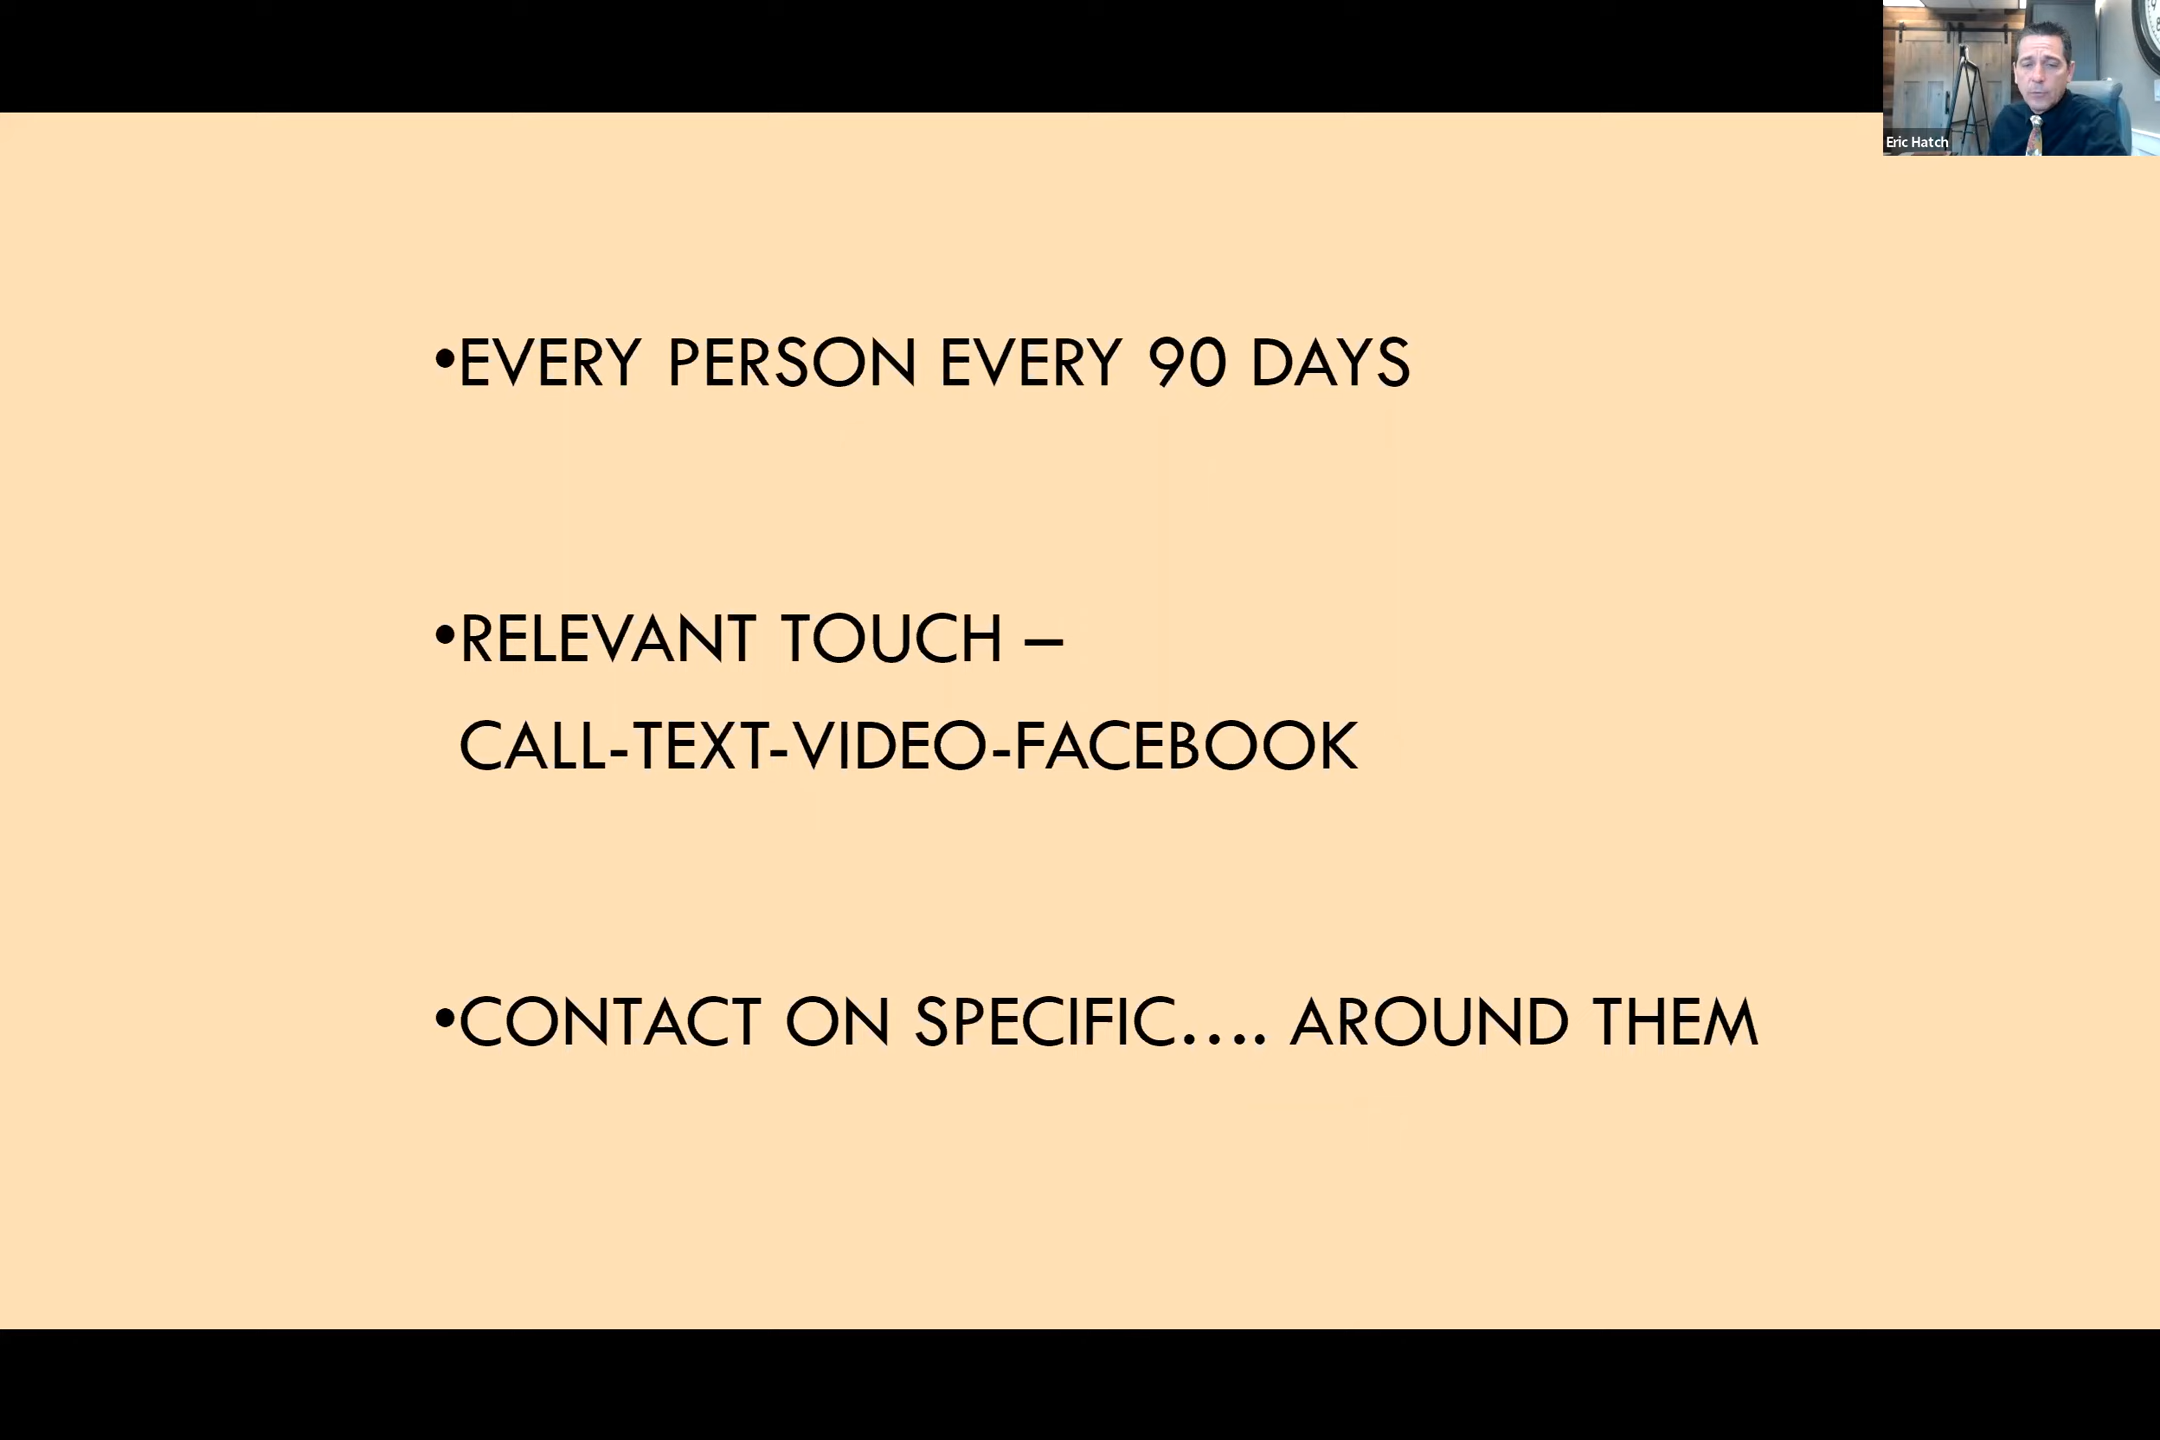 Eric Hatch
•EVERY PERSON EVERY 90 DAYS
•RELEVANT TOUCH –
CALL-TEXT-VIDEO-FACEBOOK
•CONTACT ON SPECIFIC.... AROUND THEM